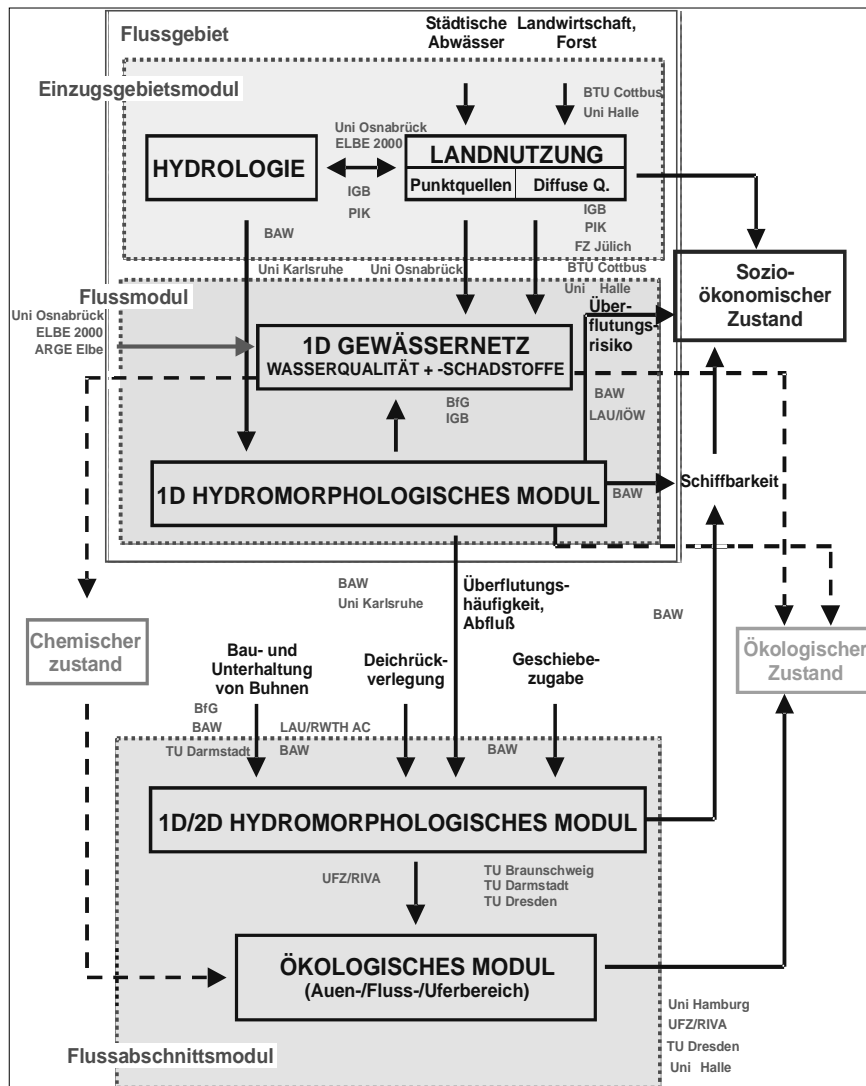 Flussgebiet
Städtische
Abwässer
Landwirtschaft,
Forst
Einzugsgebietsmodul
BTU Cottbus
Uni Halle
Uni Osnabrück
ELBE 2000
HYDROLOGIE
LANDNUTZUNG
Punktquellen
Diffuse Q.
IGB
PIK
IGB
PIK
FZ Jülich
BAW
Uni Karlsruhe
Uni Osnabrück
BTU Cottbus
Uni Halle
Sozio-
ökonomischer
Zustand
Flussmodul
Über-
flutungs-
risiko
Uni Osnabrück
ELBE 2000
ARGE Elbe
1D GEWÄSSERNETZ
WASSERQUALITÄT + -SCHADSTOFFE
BfG
IGB
BAW
LAU/IÖW
1D HYDROMORPHOLOGISCHES MODUL
BAW
Schiffbarkeit
BAW
Uni Karlsruhe
Überflutungs-
häufigkeit,
Abfluß
BAW
Chemischer
zustand
Ökologischer
Zustand
Bau- und
Unterhaltung
von Buhnen
Deichrück-
verlegung
Geschiebe-
zugabe
BfG
BAW
TU Darmstadt
LAU/RWTH AC
BAW
BAW
1D/2D HYDROMORPHOLOGISCHES MODUL
UFZ/RIVA
TU Braunschweig
TU Darmstadt
TU Dresden
ÖKOLOGISCHES MODUL
(Auen-/Fluss-/Uferbereich)
Uni Hamburg
UFZ/RIVA
TU Dresden
Uni Halle
Flussabschnittsmodul